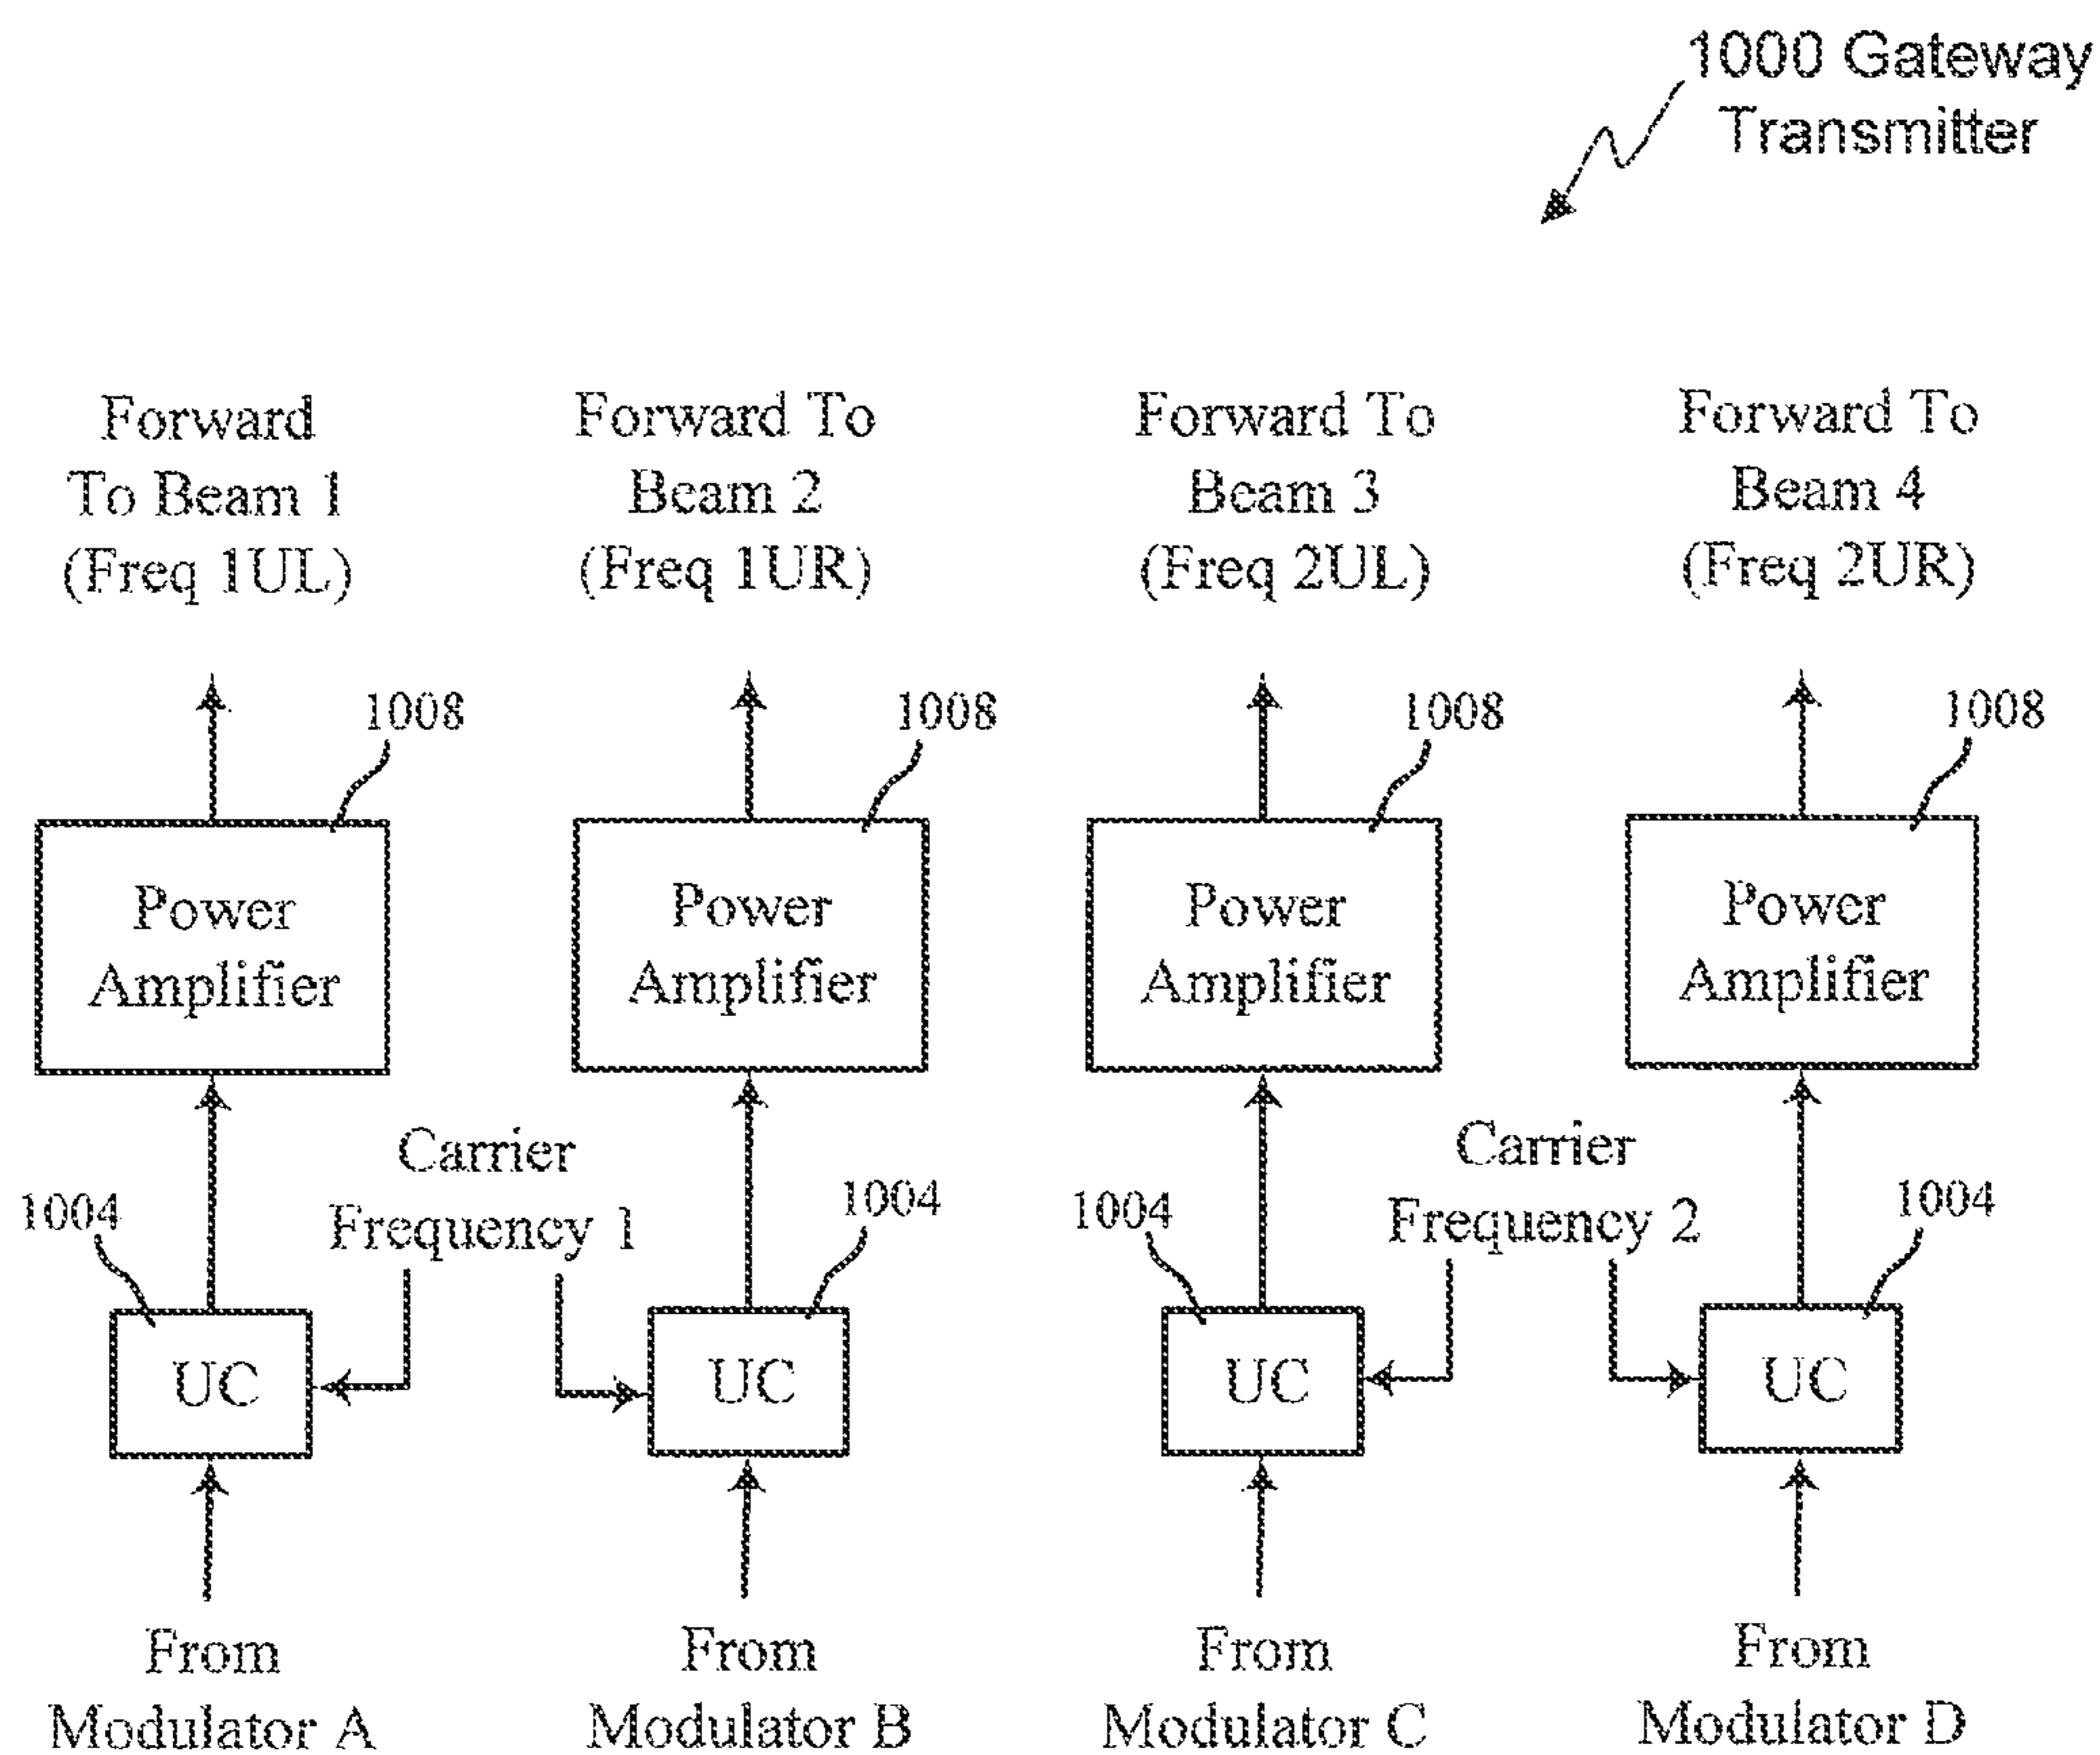 1000 Gateway
Transmitter
Forward
To Beam 1
(Freq 1UL)
Forward To
Beam 2
(Freq 1UR)
Forward To
Beam 3
(Freq 2UL)
Forward To
Beam 4
(Freq 2UR)
1008
1008
1008
1008
Power
Amplifier
Power
Amplifier
Power
Amplifier
Power
Amplifier
1004
Carrier
Frequency 1
1004
1004
Carrier
Frequency 2
1004
UC
UC
UC
UC
From
Modulator A
From
Modulator B
From
Modulator C
From
Modulator D